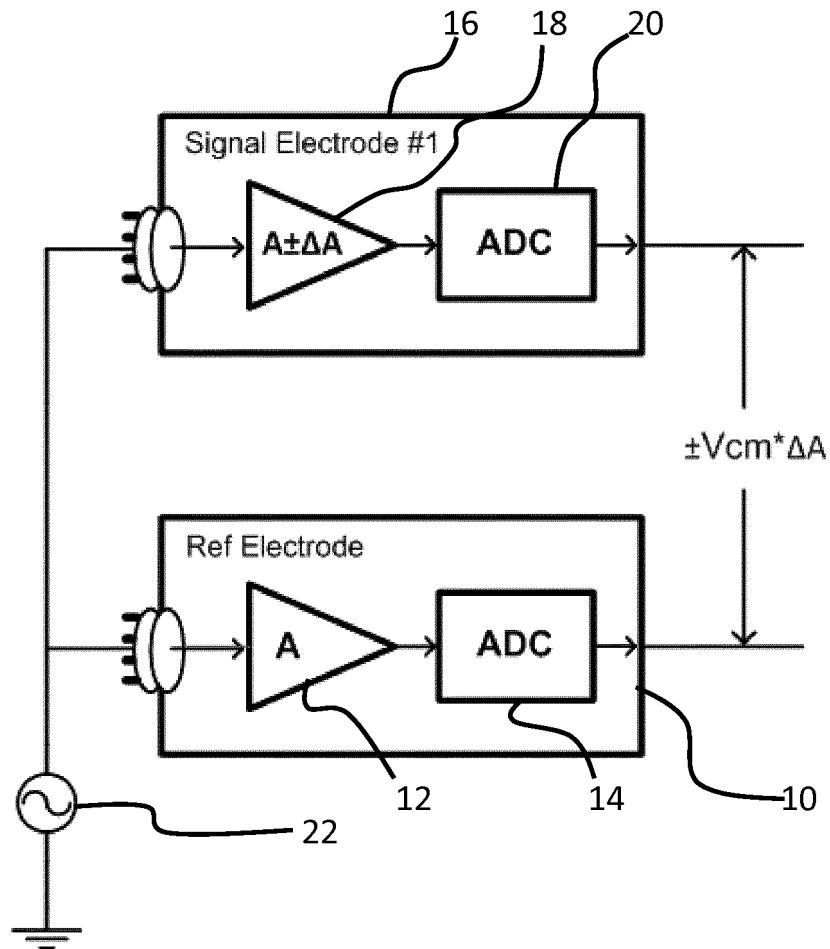 16 18 20
Signal Electrode #1
A±ΔA
ADC
±Vcm*ΔA
Ref Electrode
A
ADC
12 14 10
22